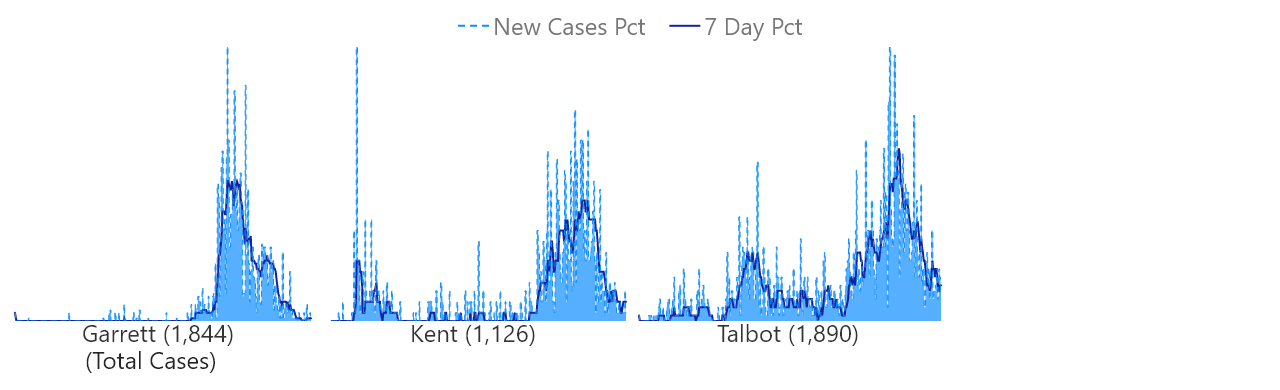 New Cases Pct 7 Day Pct
Garrett (1,844) Kent (1,126) Talbot (1,890)
(Total Cases)